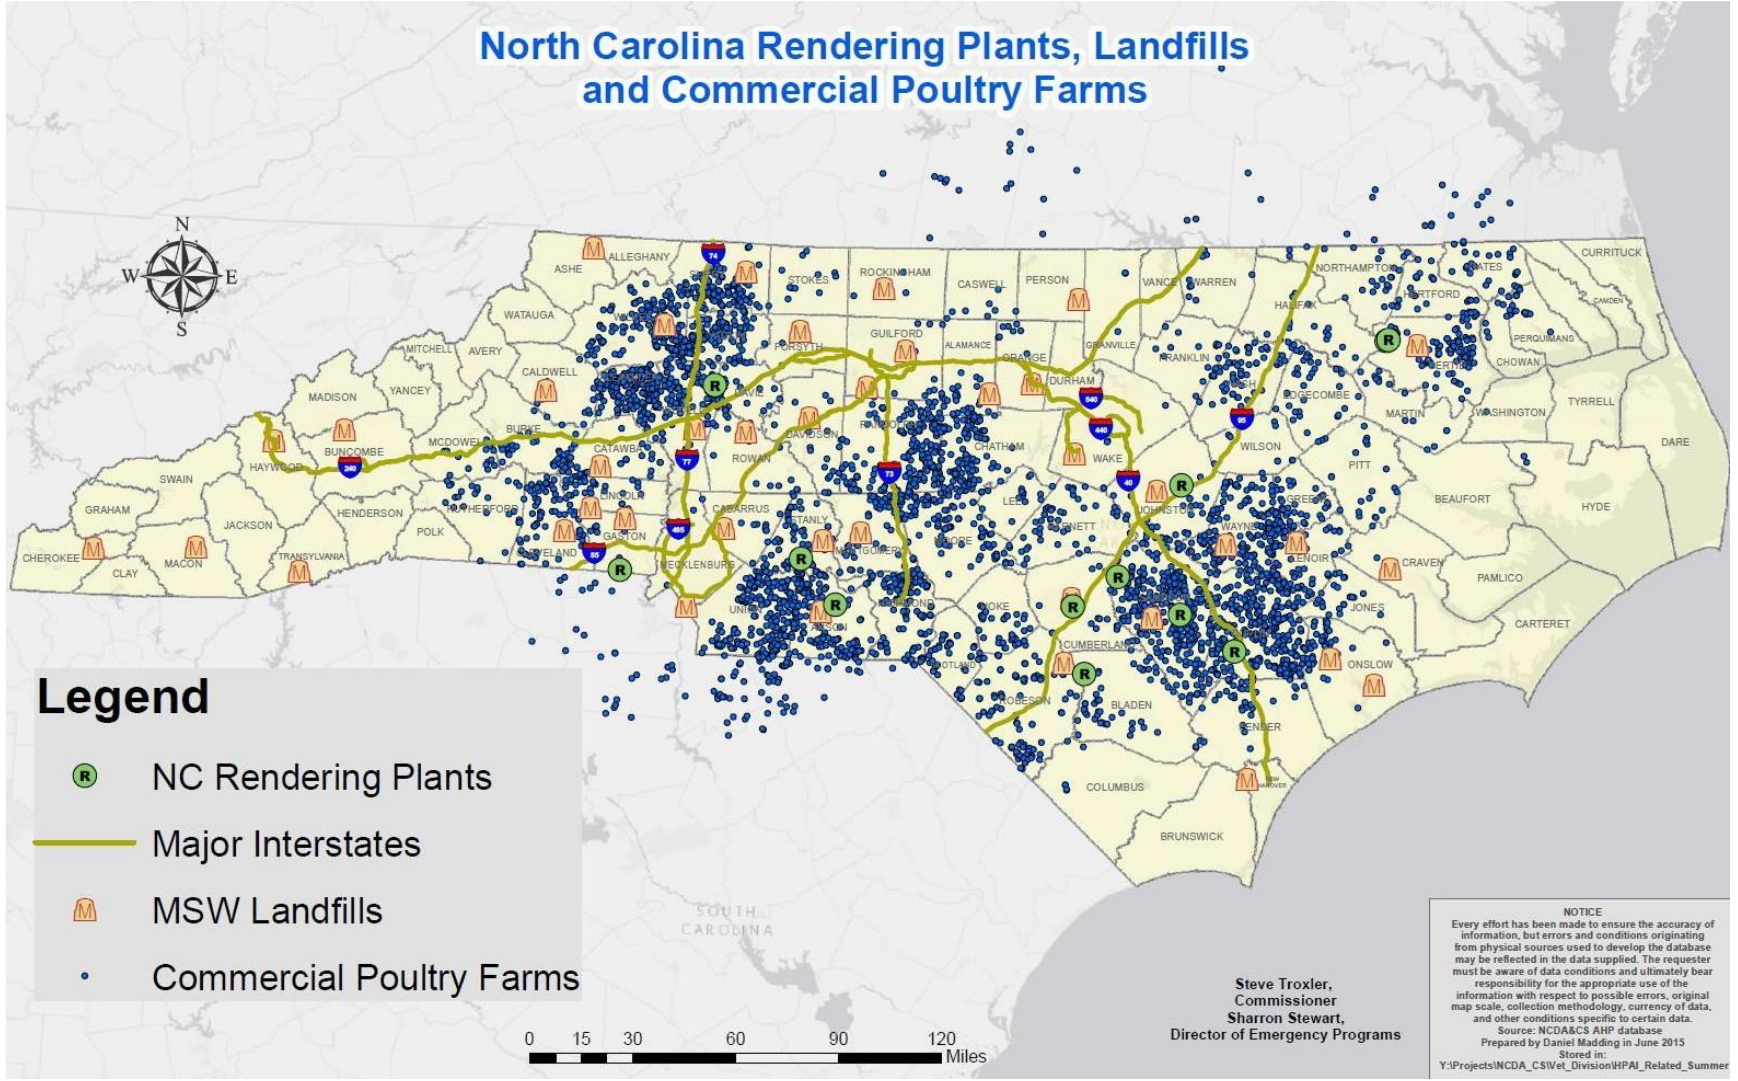 North Carolina Rendering Plants, Landfills
and Commercial Poultry Farms
N
W
E
S
74
ASHE
ALLEGHANY
STOKES
ROCKINGHAM
CASWELL
PERSON
VANCE
WARREN
NORTHAMPTON
GATES
CURRITUCK
HALIFAX
HERTFORD
CAMDEN
WATAUGA
PERQUIMANS
MITCHELL
AVERY
FORSYTH
GUILFORD
ALAMANCE
ORANGE
GRANVILLE
FRANKLIN
BERTIE
CHOWAN
CALDWELL
YANCEY
MADISON
DAVIE
DURHAM
NASH
EDGECOMBE
MARTIN
WASHINGTON
TYRRELL
DARE
540
440
95
BURKE
MCDOWELL
BUNCOMBE
HAYWOOD
240
CATAWBA
DAVIDSON
RANDOLPH
CHATHAM
WAKE
WILSON
PITT
ROWAN
77
73
40
SWAIN
GRAHAM
JACKSON
HENDERSON
POLK
RUTHERFORD
LINCOLN
CABARRUS
LEE
JOHNSTON
GREENE
BEAUFORT
HYDE
STANLY
HARNETT
WAYNE
485
GASTON
CLEVELAND
85
MECKLENBURG
MONTGOMERY
MOORE
LENOIR
CRAVEN
PAMLICO
CHEROKEE
CLAY
MACON
TRANSYLVANIA
UNION
ANSON
RICHMOND
HOKE
JONES
CARTERET
CUMBERLAND
SCOTLAND
ONSLOW
ROBESON
BLADEN
PENDER
COLUMBUS
NEW
HANOVER
BRUNSWICK
SOUTH
CAROLINA
Legend
R NC Rendering Plants
Major Interstates
M MSW Landfills
Commercial Poultry Farms
0 15 30 60 90 120
Miles
Steve Troxler,
Commissioner
Sharron Stewart,
Director of Emergency Programs
NOTICE
Every effort has been made to ensure the accuracy of
information, but errors and conditions originating
from physical sources used to develop the database
may be reflected in the data supplied. The requester
must be aware of data conditions and ultimately bear
responsibility for the appropriate use of the
information with respect to possible errors, original
map scale, collection methodology, currency of data,
and other conditions specific to certain data.
Source: NCDA&CS AHP database
Prepared by Daniel Madding in June 2015
Stored in:
Y:\Projects\NCDA_CS\Vet_Division\HPAI_Related_Summer